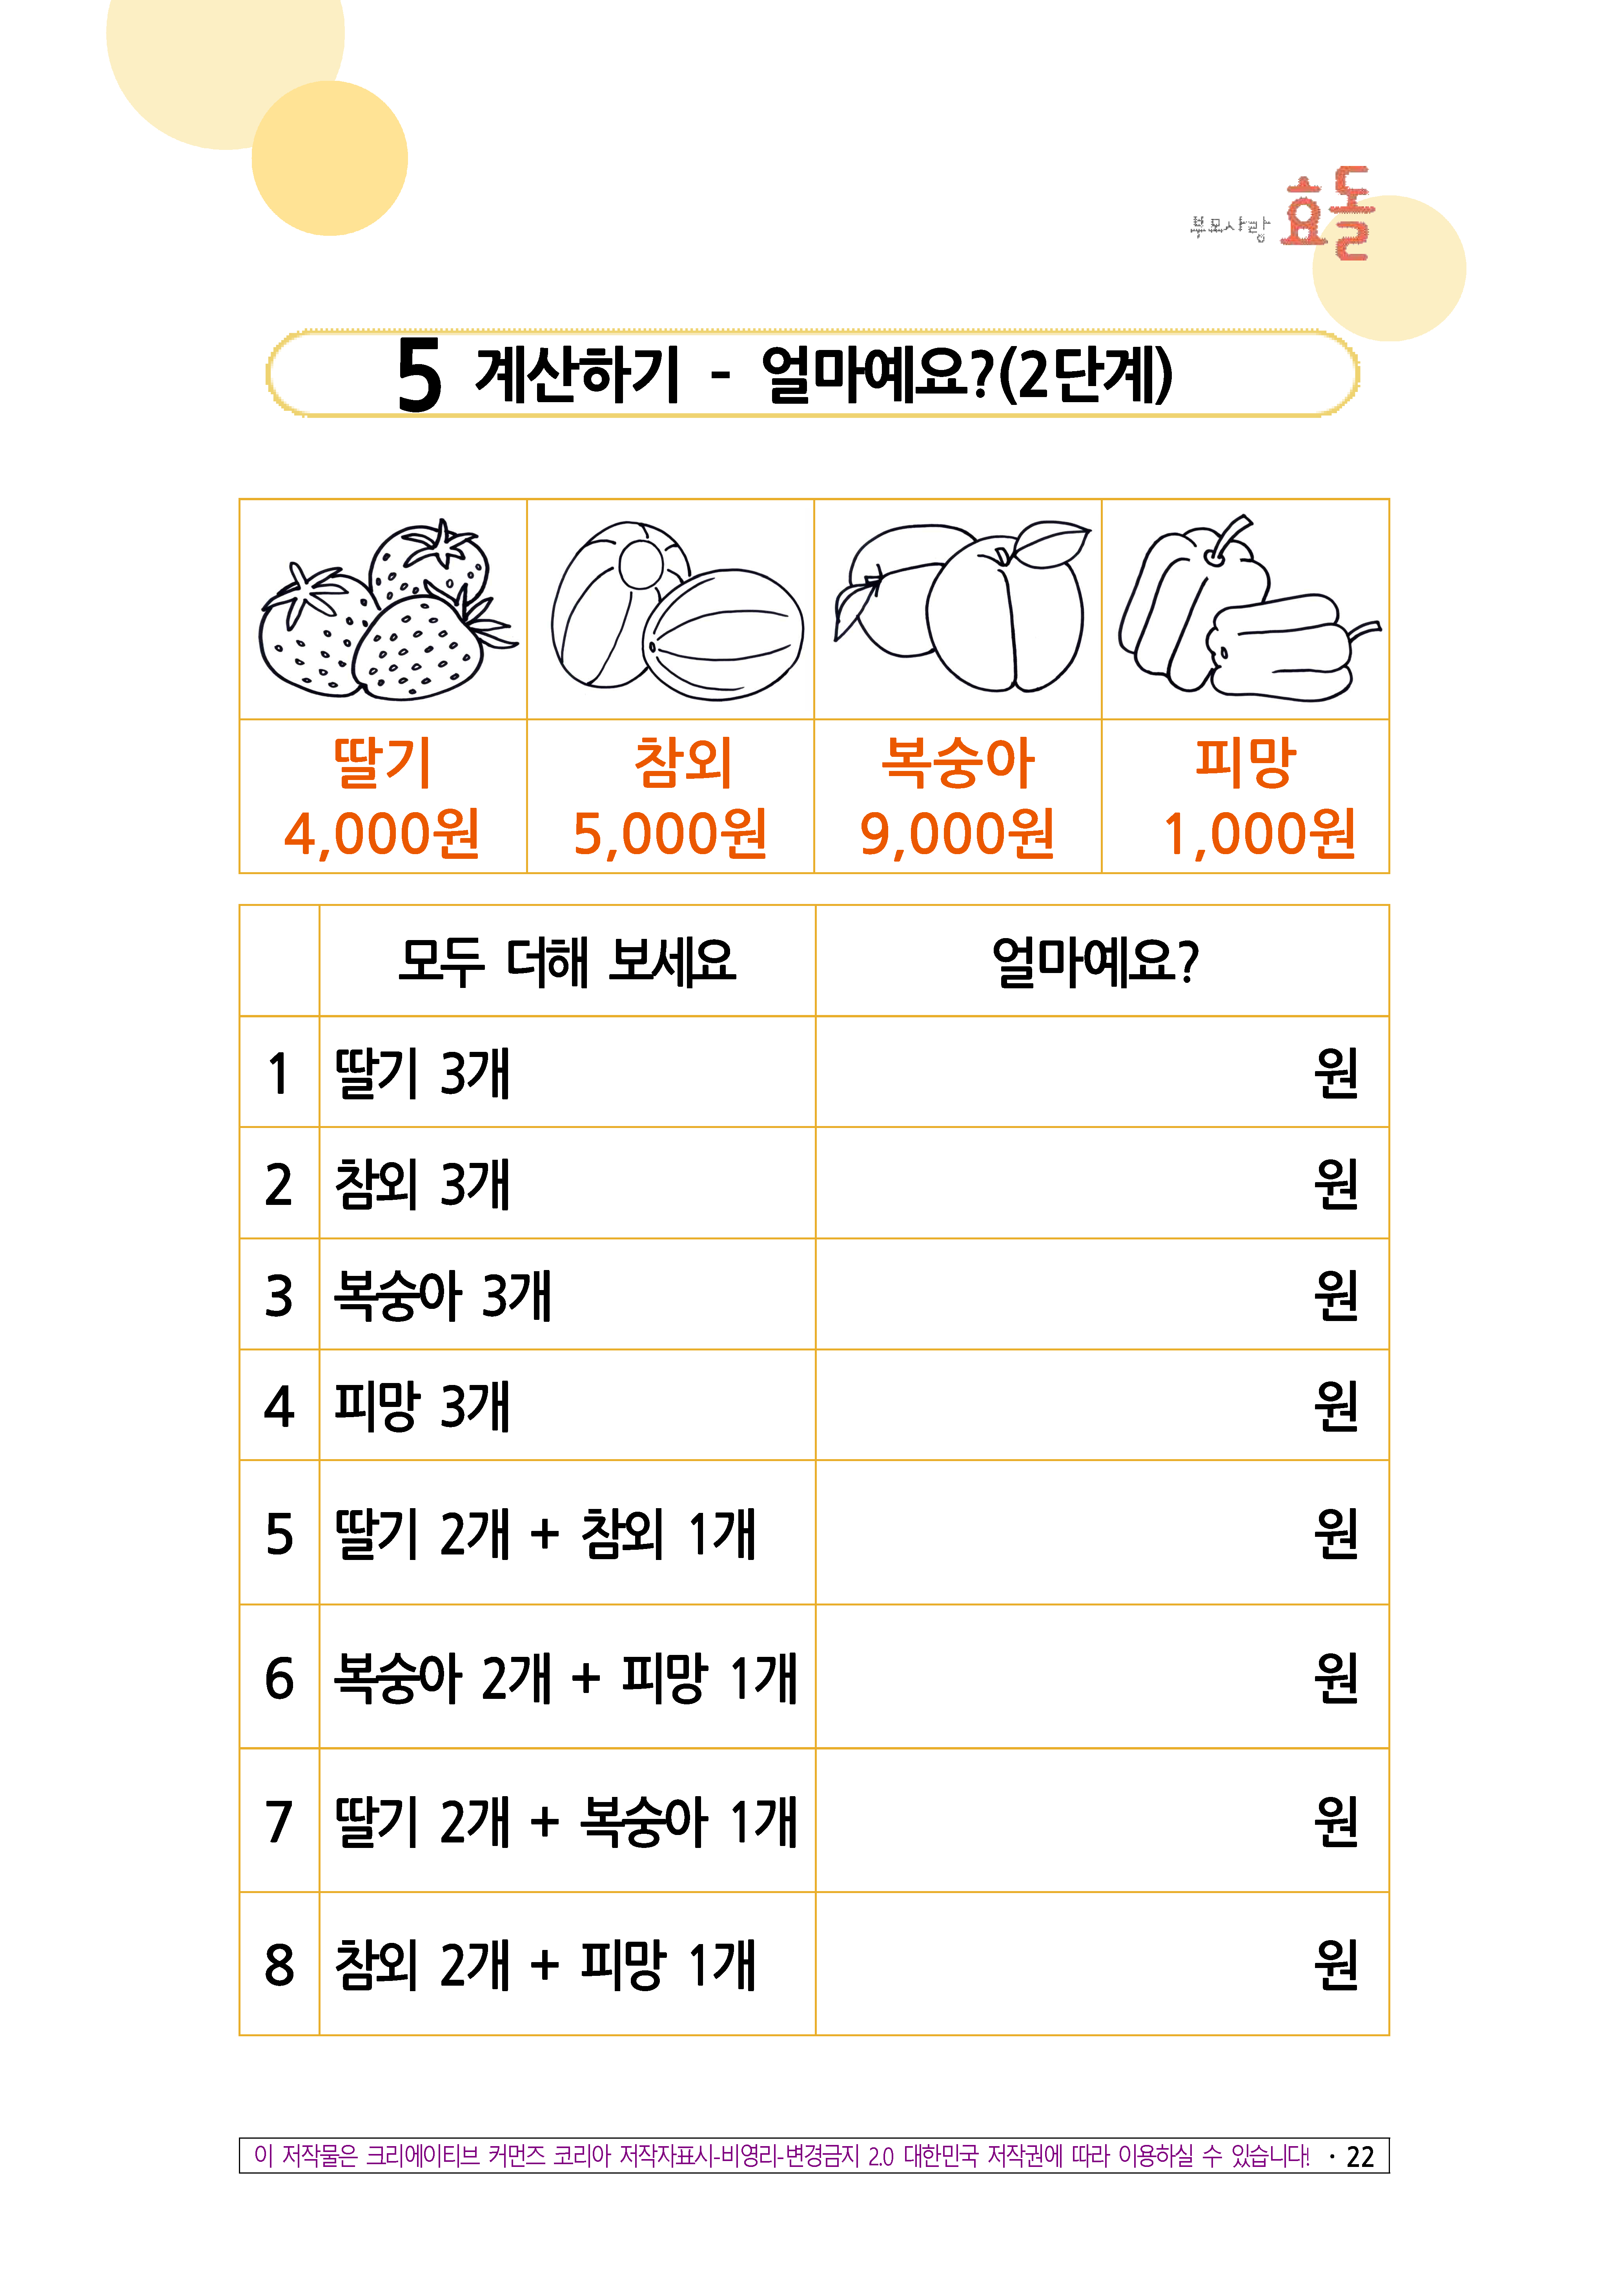 부모사랑 효돌
5 계산하기 - 얼마예요?(2단계)
딸기 참외 복숭아 피망
4,000원 5,000원 9,000원 1,000원
모두 더해 보세요 얼마예요?
1 딸기 3개 원
2 참외 3개 원
3 복숭아 3개 원
4 피망 3개 원
5 딸기 2개 + 참외 1개 원
6 복숭아 2개 + 피망 1개 원
7 딸기 2개 + 복숭아 1개 원
8 참외 2개 + 피망 1개 원
이 저작물은 크리에이티브 커먼즈 코리아 저작자표시-비영리-변경금지 2.0 대한민국 저작권에 따라 이용하실 수 있습니다! · 22